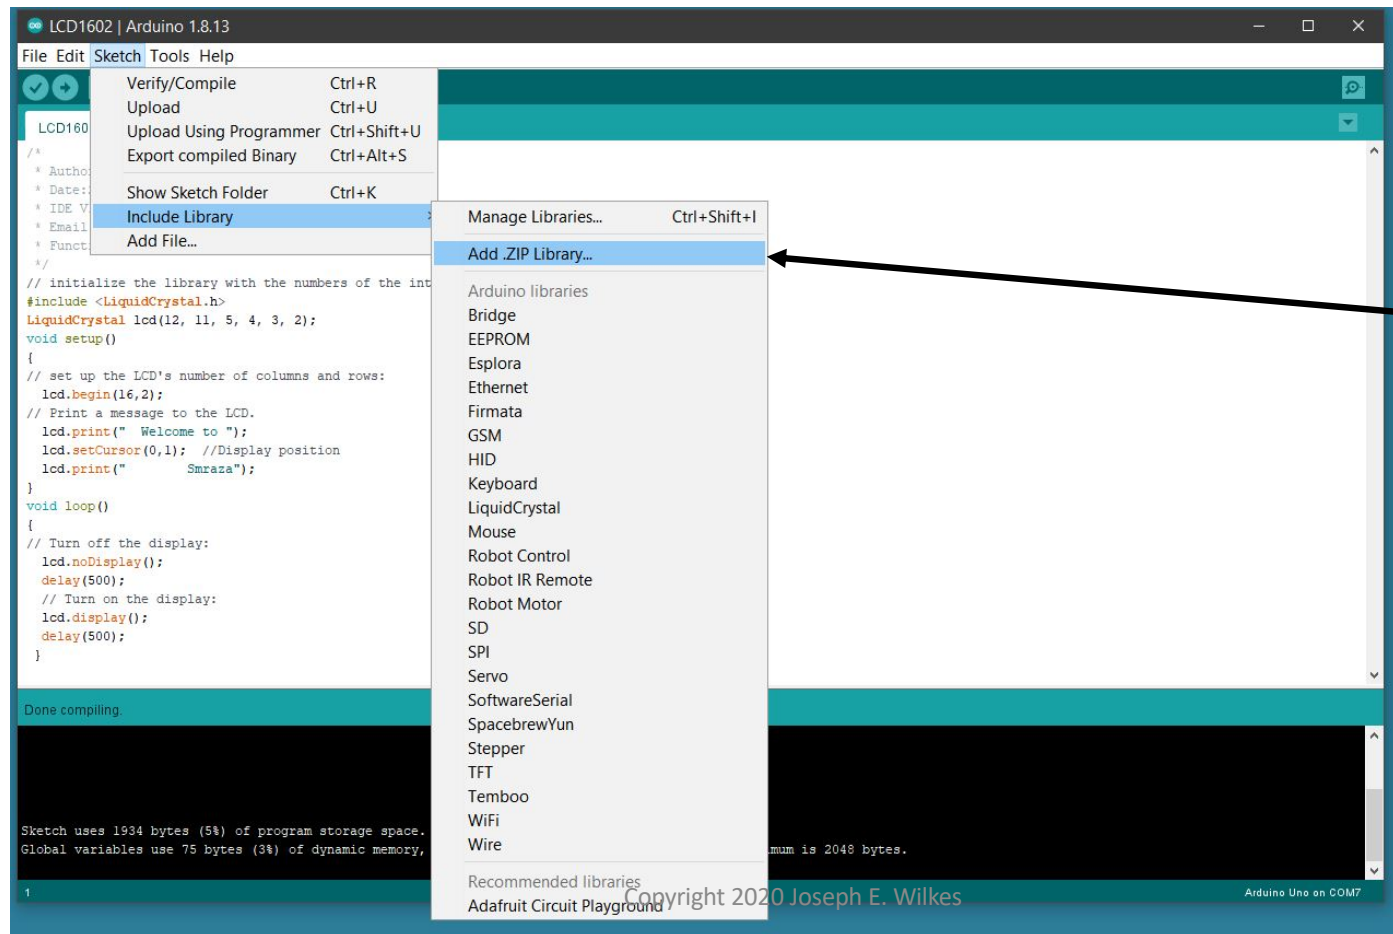 LCD1602 | Arduino 1.8.13
File Edit Sketch Tools Help
Verify/Compile Ctrl+R
Upload Ctrl+U
Upload Using Programmer Ctrl+Shift+U
Export compiled Binary Ctrl+Alt+S
Show Sketch Folder Ctrl+K
Include Library
Add File...
Manage Libraries... Ctrl+Shift+I
Add .ZIP Library...
Arduino libraries
Bridge
EEPROM
Esplora
Ethernet
Firmata
GSM
HID
Keyboard
LiquidCrystal
Mouse
Robot Control
Robot IR Remote
Robot Motor
SD
SPI
Servo
SoftwareSerial
SpacebrewYun
Stepper
TFT
Temboo
WiFi
Wire
Recommended libraries
Adafruit Circuit Playground
LCD160
/*
* Autho
* Date:
* IDE V
* Email
* Funct
*/
// initialize the library with the numbers of the int
#include <LiquidCrystal.h>
LiquidCrystal lcd(12, 11, 5, 4, 3, 2);
void setup()
{
// set up the LCD's number of columns and rows:
lcd.begin(16,2);
// Print a message to the LCD.
lcd.print("  Welcome to ");
lcd.setCursor(0,1);  //Display position
lcd.print("        Smraza");
}
void loop()
{
// Turn off the display:
lcd.noDisplay();
delay(500);
// Turn on the display:
lcd.display();
delay(500);
}
Done compiling.
Sketch uses 1934 bytes (5%) of program storage space.
Global variables use 75 bytes (3%) of dynamic memory, mum is 2048 bytes.
1
Arduino Uno on COM7
Copyright 2020 Joseph E. Wilkes